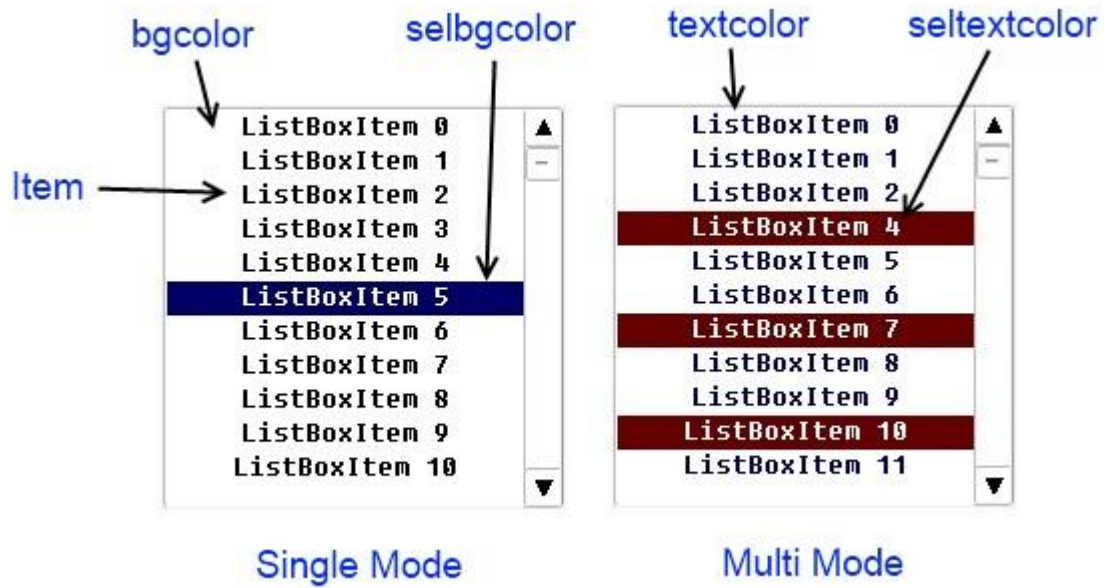 bgcolor
selbgcolor
textcolor
seltextcolor
Item
ListBoxItem 0
ListBoxItem 1
ListBoxItem 2
ListBoxItem 3
ListBoxItem 4
ListBoxItem 5
ListBoxItem 6
ListBoxItem 7
ListBoxItem 8
ListBoxItem 9
ListBoxItem 10
Single Mode
ListBoxItem 0
ListBoxItem 1
ListBoxItem 2
ListBoxItem 4
ListBoxItem 5
ListBoxItem 6
ListBoxItem 7
ListBoxItem 8
ListBoxItem 9
ListBoxItem 10
ListBoxItem 11
Multi Mode